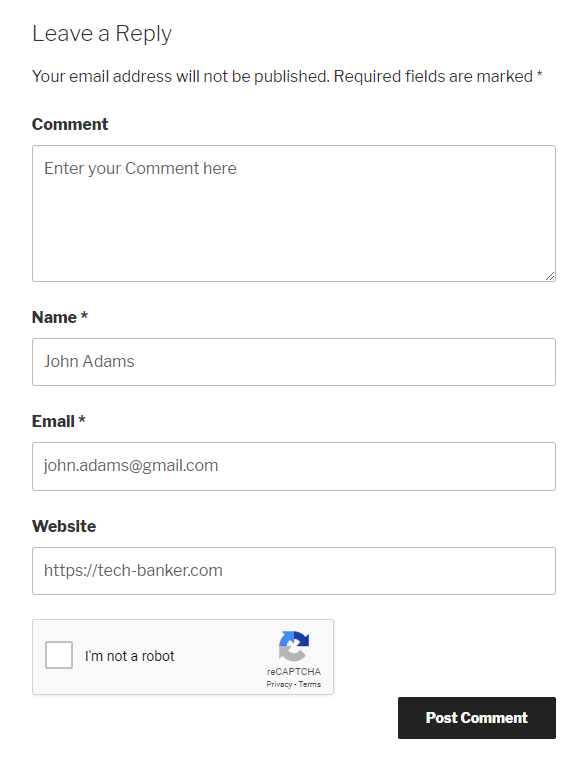 Leave a Reply
Your email address will not be published. Required fields are marked *
Comment
Enter your Comment here
Name *
John Adams
Email *
john.adams@gmail.com
Website
https://tech-banker.com
I'm not a robot
reCAPTCHA
Privacy - Terms
Post Comment